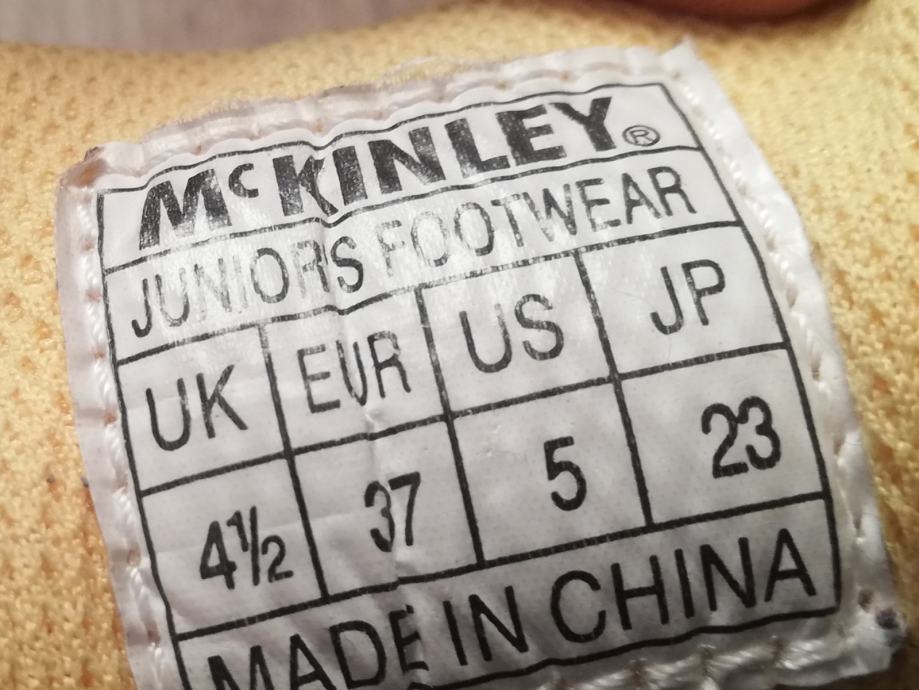 McKINLEY®
JUNIORS FOOTWEAR
UK EUR US JP
4½ 37 5 23
MADE IN CHINA